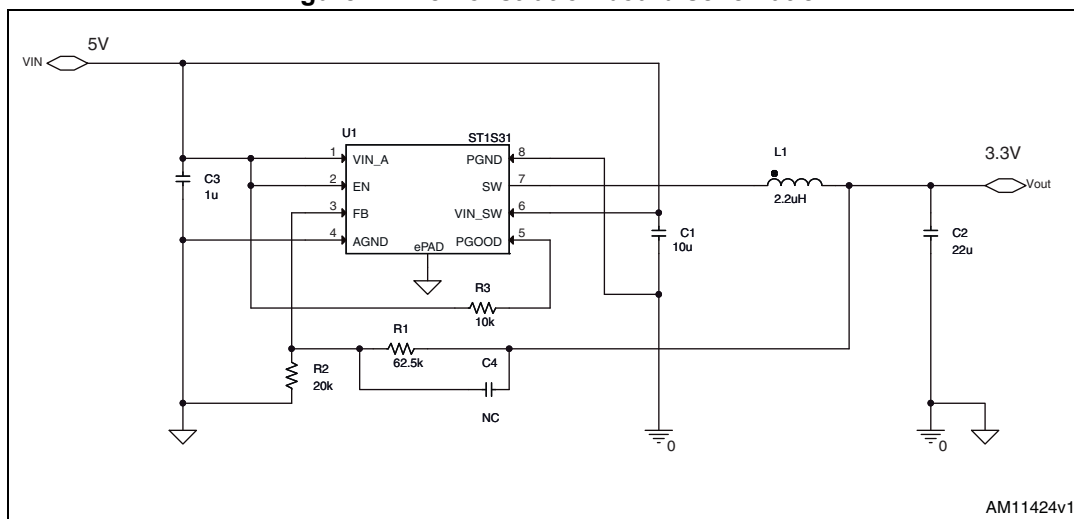 5V
VIN
U1
ST1S31
1 VIN_A
PGND 8
2 EN
SW 7
3 FB
VIN_SW 6
4 AGND
PGOOD 5
ePAD
C3
1u
L1
2.2uH
3.3V
Vout
C1
10u
C2
22u
R3
10k
R1
62.5k
C4
NC
R2
20k
0
0
AM11424v1